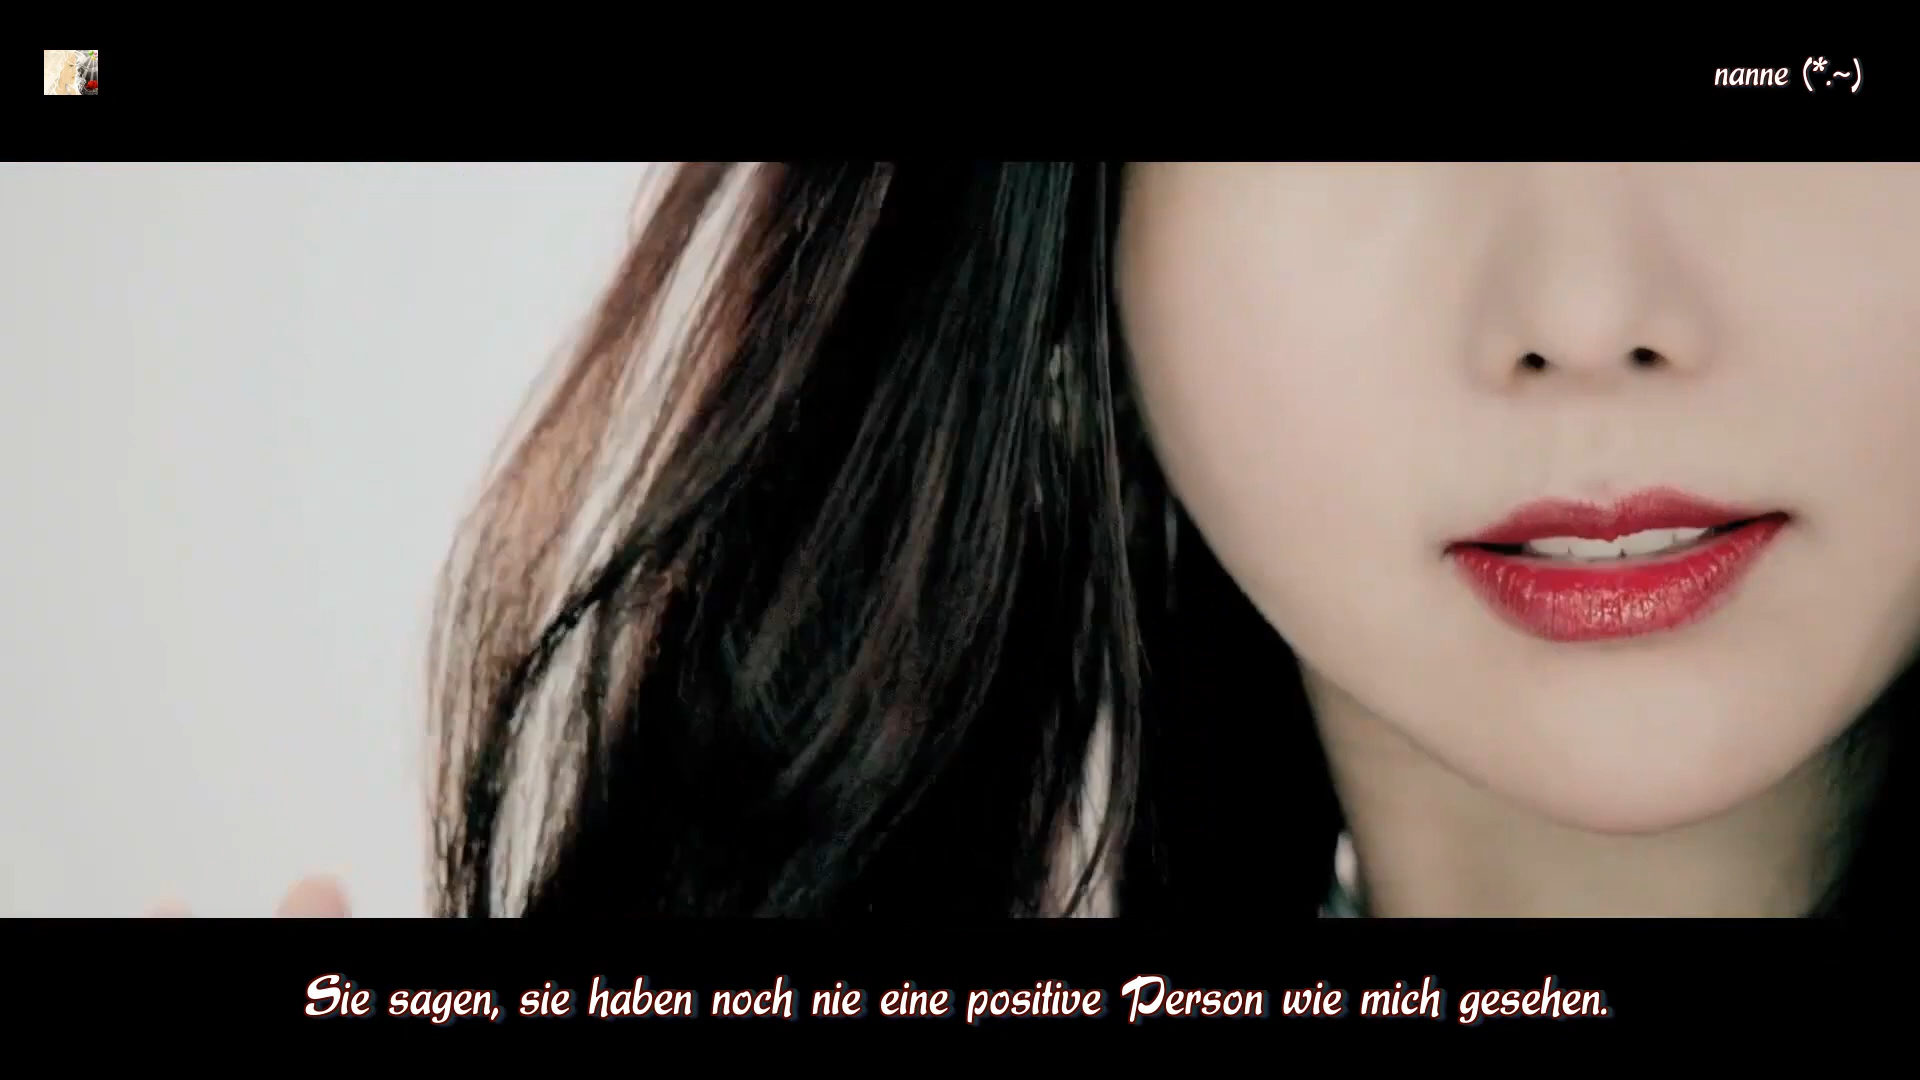 nanne (*.~)
Sie sagen, sie haben noch nie eine positive Person wie mich gesehen.